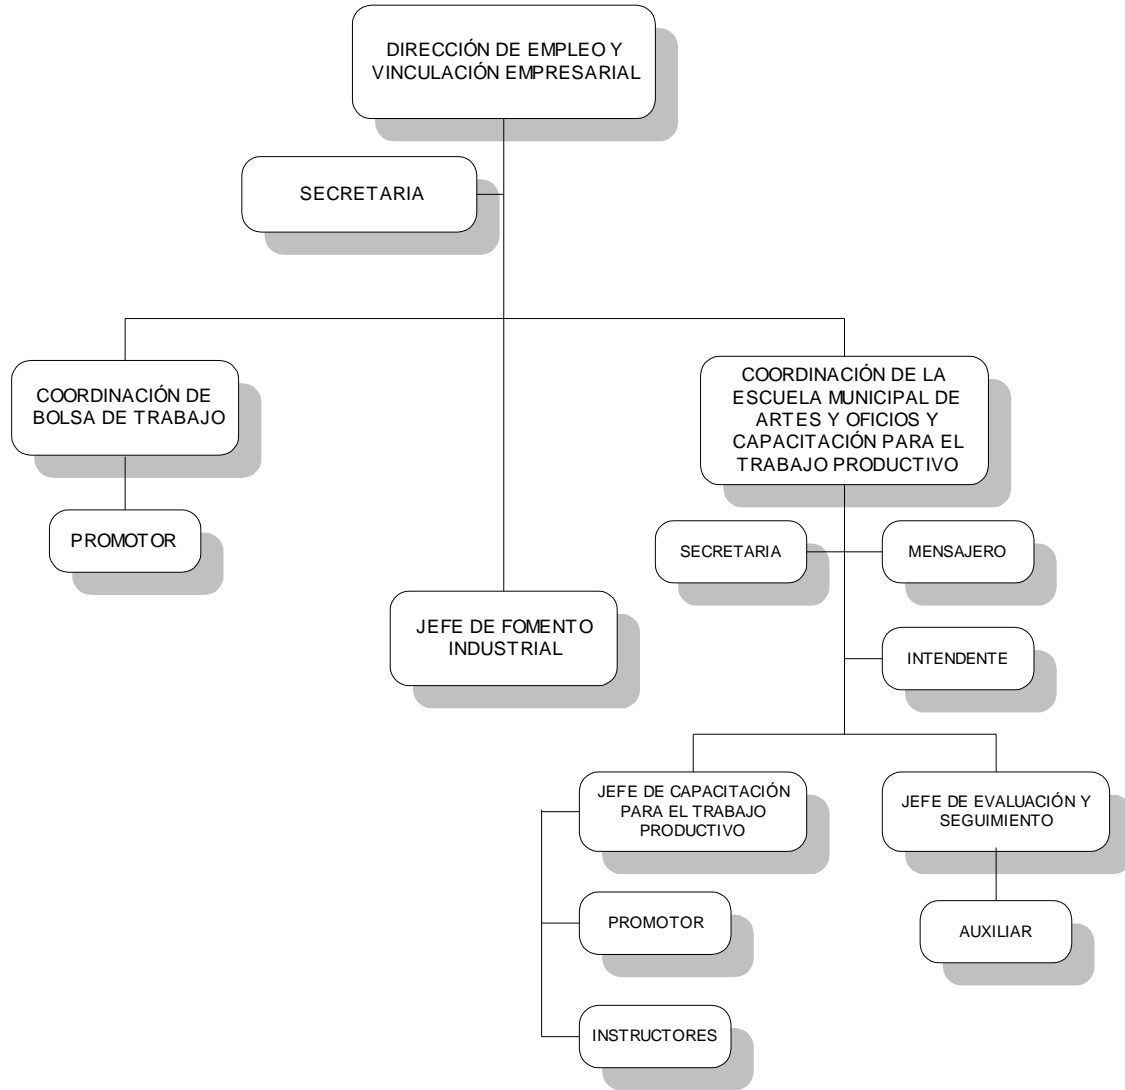 DIRECCIÓN DE EMPLEO Y
VINCULACIÓN EMPRESARIAL
SECRETARIA
COORDINACIÓN DE
BOLSA DE TRABAJO
PROMOTOR
JEFE DE FOMENTO
INDUSTRIAL
COORDINACIÓN DE LA
ESCUELA MUNICIPAL DE
ARTES Y OFICIOS Y
CAPACITACIÓN PARA EL
TRABAJO PRODUCTIVO
SECRETARIA
MENSAJERO
INTENDENTE
JEFE DE CAPACITACIÓN
PARA EL TRABAJO
PRODUCTIVO
PROMOTOR
INSTRUCTORES
JEFE DE EVALUACIÓN Y
SEGUIMIENTO
AUXILIAR